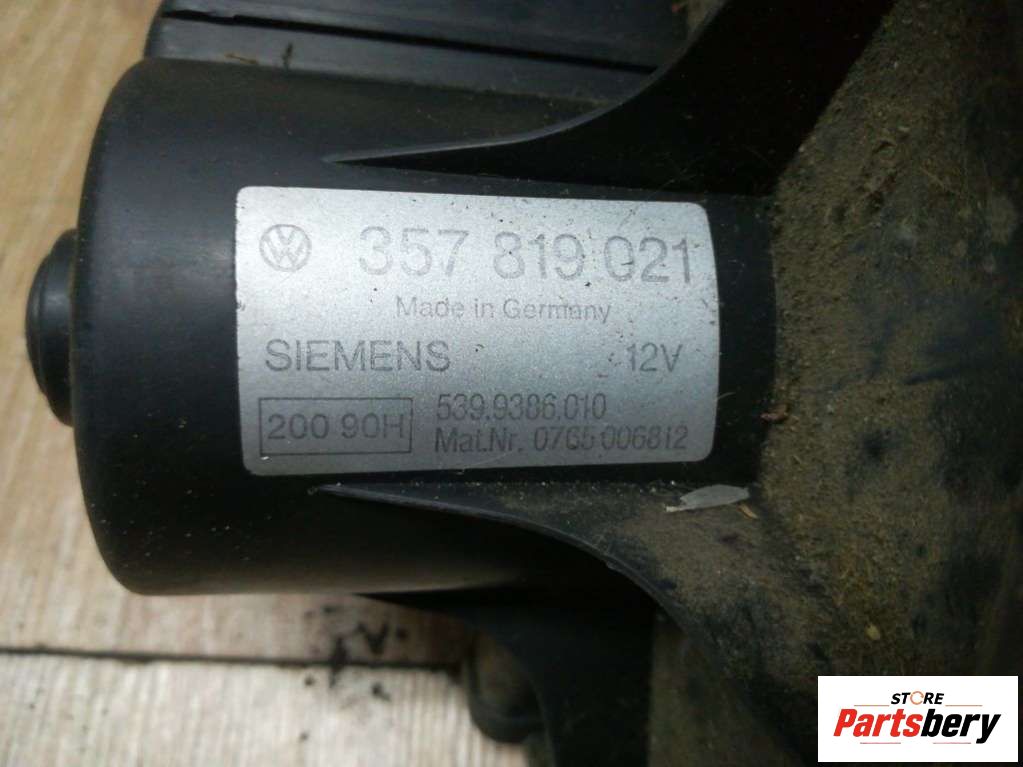 VW 357 819 021
Made in Germany
SIEMENS 12V
200 90H 539.9386.010
Mat.Nr. 0765 006812
STORE
Partsbery